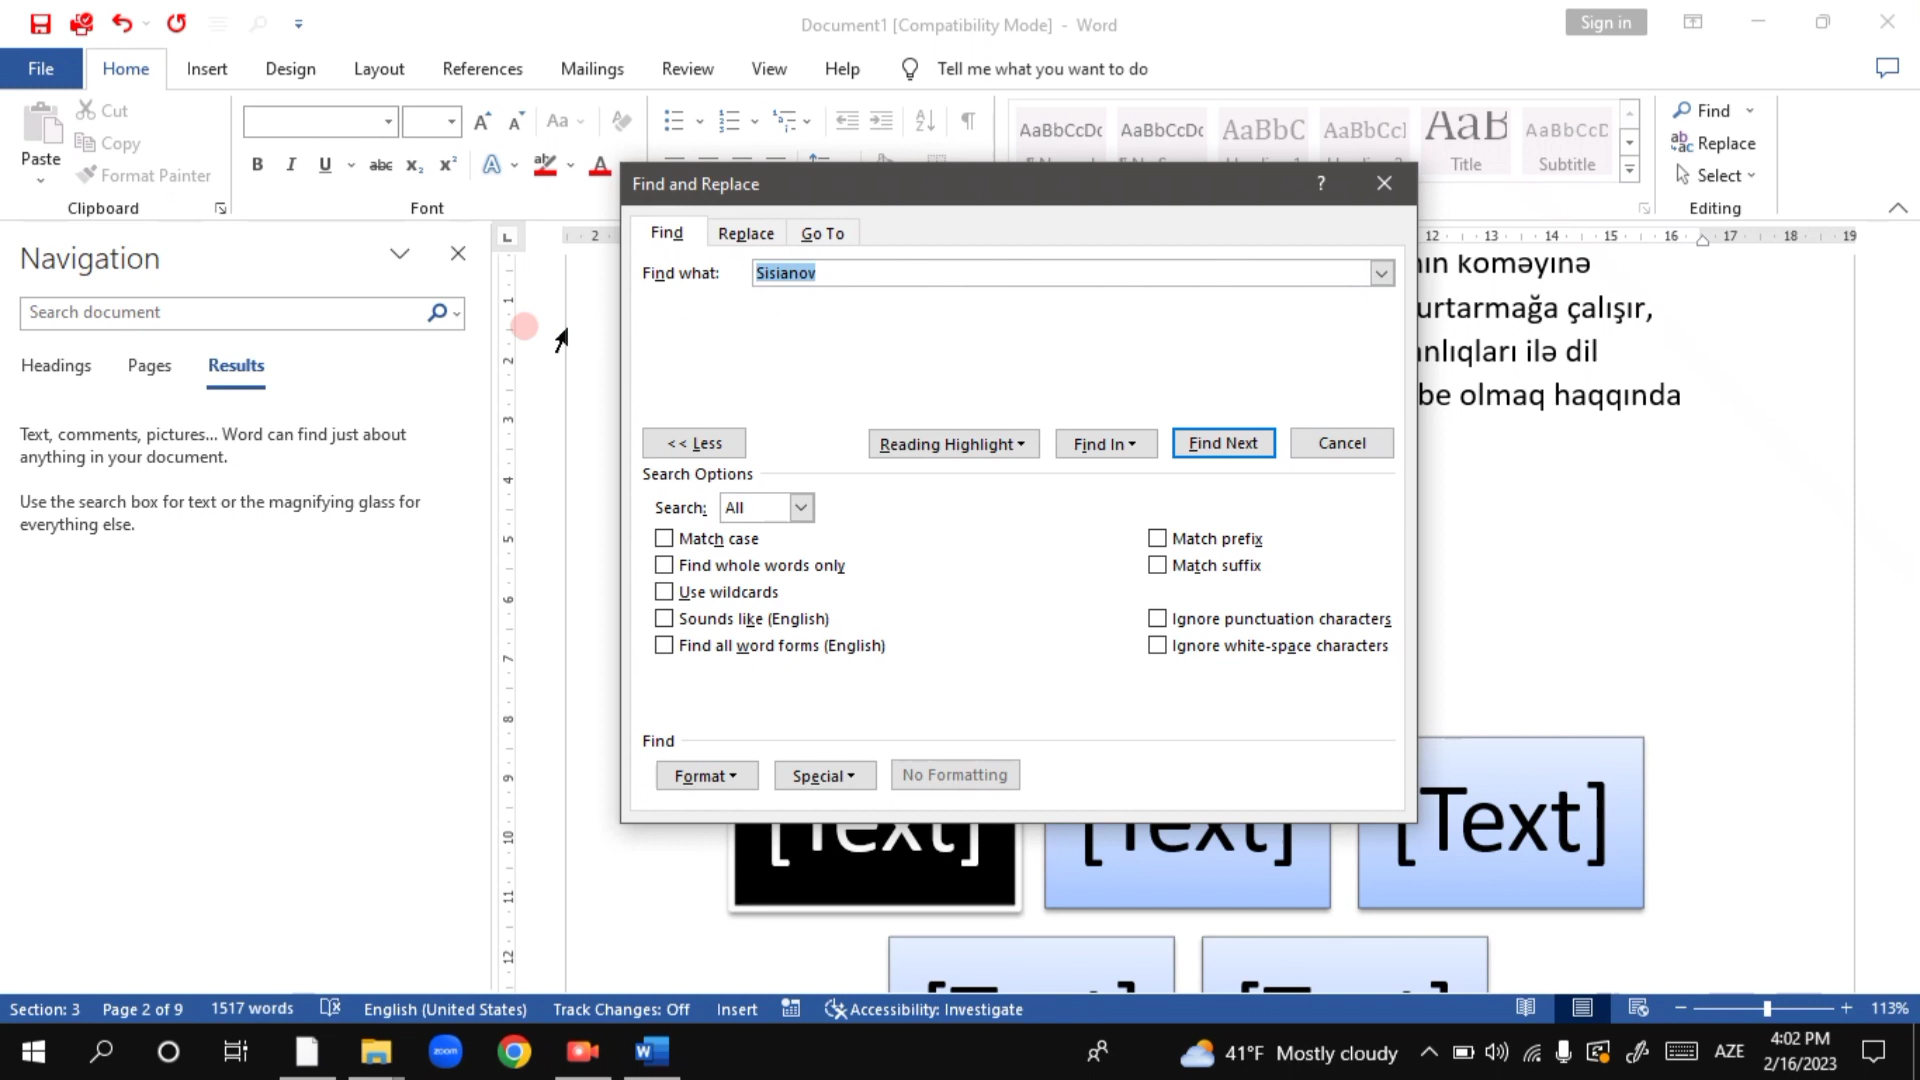 Document1 [Compatibility Mode] - Word
Sign in
File
Home
Insert
Design
Layout
References
Mailings
Review
View
Help
Tell me what you want to do
Paste
Cut
Copy
Format Painter
Clipboard
Font
AaBbCcDc
AaBbCcDc
AaBbC
AaBbCcI
AaB
AaBbCcD
Title
Subtitle
Find
Replace
Select
Editing
Navigation
Search document
Headings
Pages
Results
Text, comments, pictures... Word can find just about
anything in your document.
Use the search box for text or the magnifying glass for
everything else.
Find and Replace
Find
Replace
Go To
Find what:
Sisianov
<< Less
Reading Highlight
Find In
Find Next
Cancel
Search Options
Search:
All
Match case
Find whole words only
Use wildcards
Sounds like (English)
Find all word forms (English)
Match prefix
Match suffix
Ignore punctuation characters
Ignore white-space characters
Find
Format
Special
No Formatting
köməyinə
urtarmağa çalışır,
nlıqları ilə dil
be olmaq haqqında
[Text]
[Text]
[Text]
Section: 3
Page 2 of 9
1517 words
English (United States)
Track Changes: Off
Insert
Accessibility: Investigate
113%
zoom
41°F Mostly cloudy
AZE
4:02 PM
2/16/2023